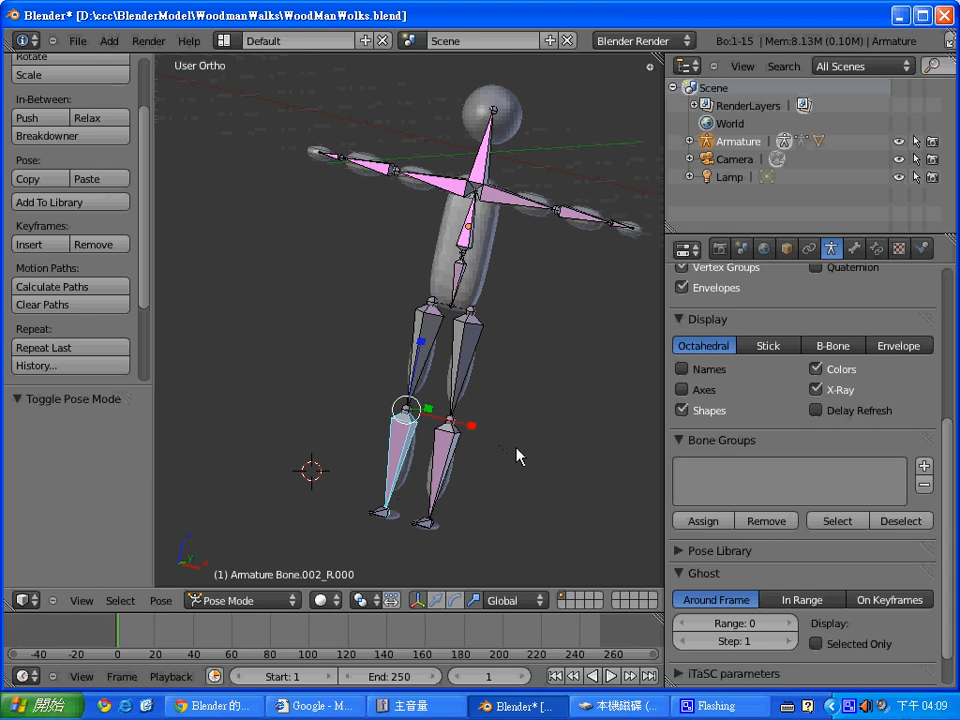 Blender* [D:\ccc\BlenderModel\WoodmanWalks\WoodManWolks.blend]
File Add Render Help Default Scene Blender Render Bo:1-15 | Mem:8.13M (0.10M) | Armature
Rotate
Scale
In-Between:
Push Relax
Breakdowner
Pose:
Copy Paste
Add To Library
Keyframes:
Insert Remove
Motion Paths:
Calculate Paths
Clear Paths
Repeat:
Repeat Last
History...
Toggle Pose Mode
User Ortho
z
y
x
(1) Armature Bone.002_R.000
View Select Pose Pose Mode Global
-40 -20 0 20 40 60 80 100 120 140 160 180 200 220 240 260
View Frame Playback Start: 1 End: 250 1
View Search All Scenes
Scene
RenderLayers
World
Armature
Camera
Lamp
Vertex Groups Quaternion
Envelopes
Display
Octahedral Stick B-Bone Envelope
Names Colors
Axes X-Ray
Shapes Delay Refresh
Bone Groups
Assign Remove Select Deselect
Pose Library
Ghost
Around Frame In Range On Keyframes
Range: 0 Display:
Step: 1 Selected Only
iTaSC parameters
開始 Blender 的... Google - M... 主音量 Blender* [... 本機磁碟 (... Flashing 下午 04:09